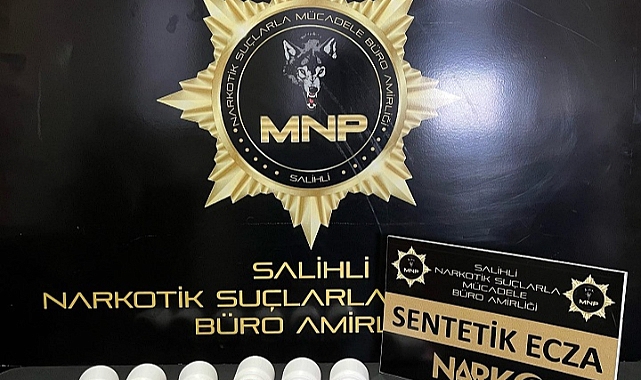 NARKOTİK SUÇLARLA MÜCADELE BÜRO AMİRLİĞİ
MNP
SALİHLİ
SALİHLİ
NARKOTİK SUÇLARLA
BÜRO AMİRL
MNP
MNP
SALİHLİ
NARKOTİK SUÇLARLA
MÜCADELE
BÜRO AMİRLİĞİ
SENTETİK ECZA
NARKO